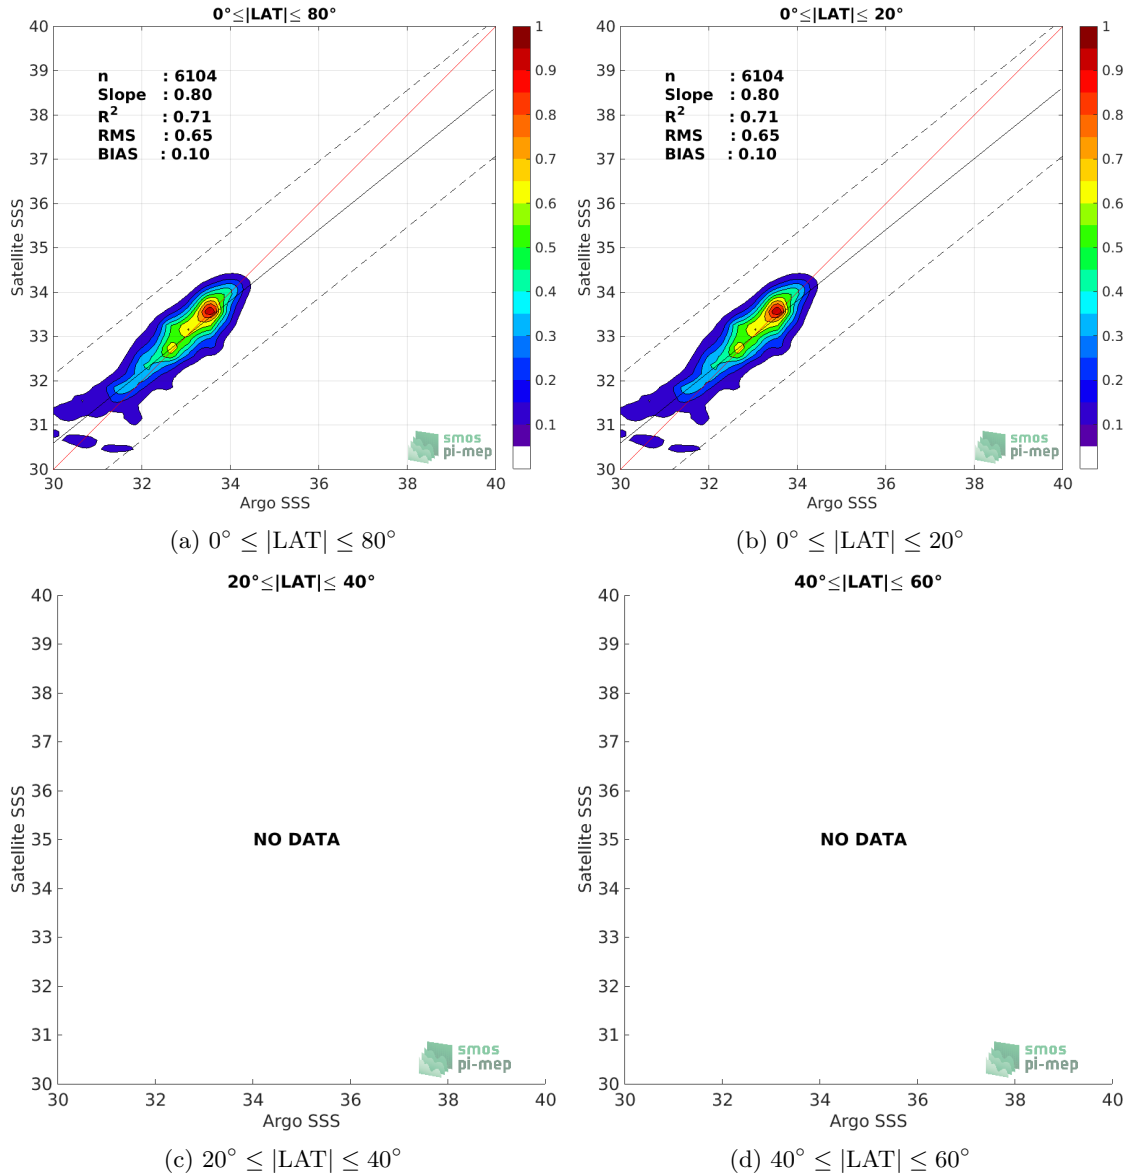 0°≤|LAT|≤ 80°
40
39
38
37
36
35
34
33
32
31
30
Satellite SSS
n : 6104
Slope : 0.80
R² : 0.71
RMS : 0.65
BIAS : 0.10
smos
pi-mep
30 32 34 36 38 40
Argo SSS
1
0.9
0.8
0.7
0.6
0.5
0.4
0.3
0.2
0.1
(a) 0° ≤ |LAT| ≤ 80°
0°≤|LAT|≤ 20°
40
39
38
37
36
35
34
33
32
31
30
Satellite SSS
n : 6104
Slope : 0.80
R² : 0.71
RMS : 0.65
BIAS : 0.10
smos
pi-mep
30 32 34 36 38 40
Argo SSS
1
0.9
0.8
0.7
0.6
0.5
0.4
0.3
0.2
0.1
(b) 0° ≤ |LAT| ≤ 20°
20°≤|LAT|≤ 40°
40
39
38
37
36
35
34
33
32
31
30
Satellite SSS
NO DATA
smos
pi-mep
30 32 34 36 38 40
Argo SSS
(c) 20° ≤ |LAT| ≤ 40°
40°≤|LAT|≤ 60°
40
39
38
37
36
35
34
33
32
31
30
Satellite SSS
NO DATA
smos
pi-mep
30 32 34 36 38 40
Argo SSS
(d) 40° ≤ |LAT| ≤ 60°